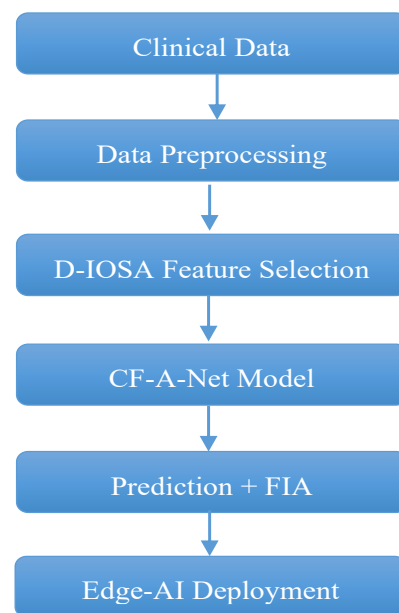 Clinical Data
Data Preprocessing
D-IOSA Feature Selection
CF-A-Net Model
Prediction + FIA
Edge-AI Deployment